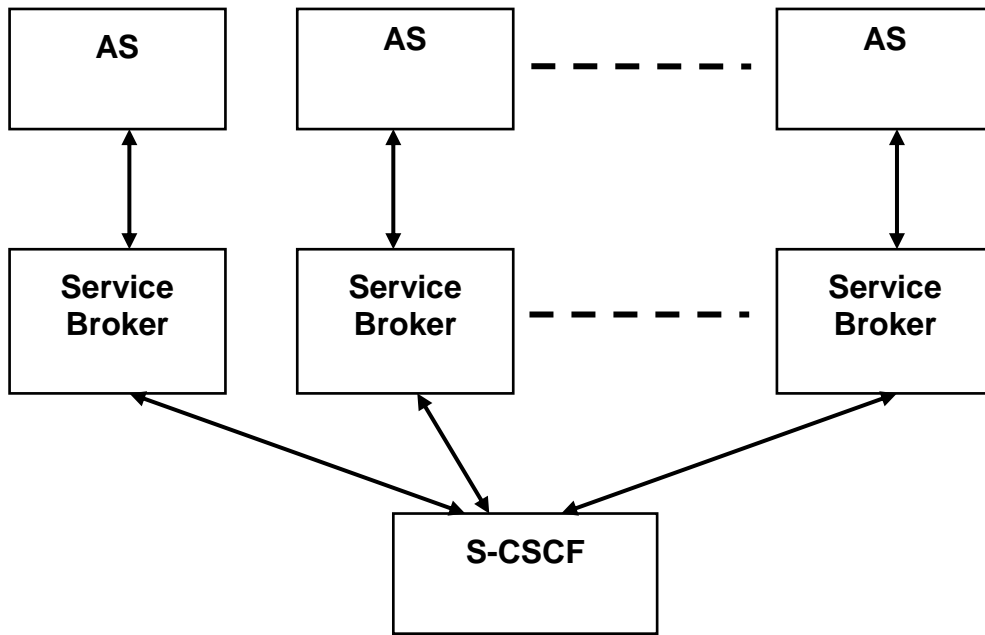 AS
AS
AS
Service
Broker
Service
Broker
Service
Broker
S-CSCF